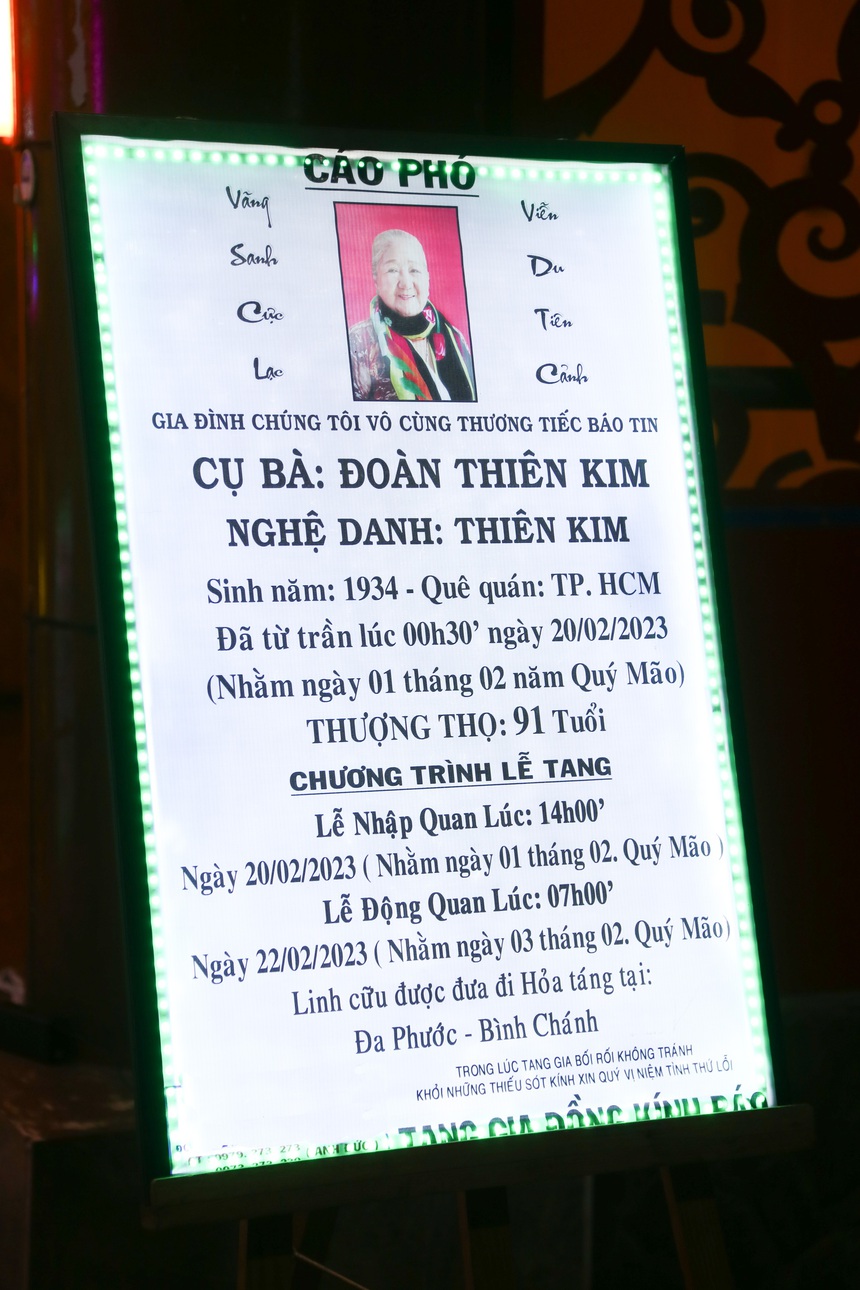 CÁO PHÓ
Vãng
Sanh
Cực
Lạc
Viễn
Du
Tiên
Cảnh
GIA ĐÌNH CHÚNG TÔI VÔ CÙNG THƯƠNG TIẾC BÁO TIN
CỤ BÀ: ĐOÀN THIÊN KIM
NGHỆ DANH: THIÊN KIM
Sinh năm: 1934 - Quê quán: TP. HCM
Đã từ trần lúc 00h30’ ngày 20/02/2023
(Nhằm ngày 01 tháng 02 năm Quý Mão)
THƯỢNG THỌ: 91 Tuổi
CHƯƠNG TRÌNH LỄ TANG
Lễ Nhập Quan Lúc: 14h00’
Ngày 20/02/2023 ( Nhằm ngày 01 tháng 02. Quý Mão )
Lễ Động Quan Lúc: 07h00’
Ngày 22/02/2023 ( Nhằm ngày 03 tháng 02. Quý Mão)
Linh cữu được đưa đi Hỏa táng tại:
Đa Phước - Bình Chánh
TRONG LÚC TANG GIA BỐI RỐI KHÔNG TRÁNH
KHỎI NHỮNG THIẾU SÓT KÍNH XIN QUÝ VỊ NIỆM TÌNH THỨ LỖI
TANG GIA ĐỒNG KÍNH BÁO
( ANH ĐỨC )